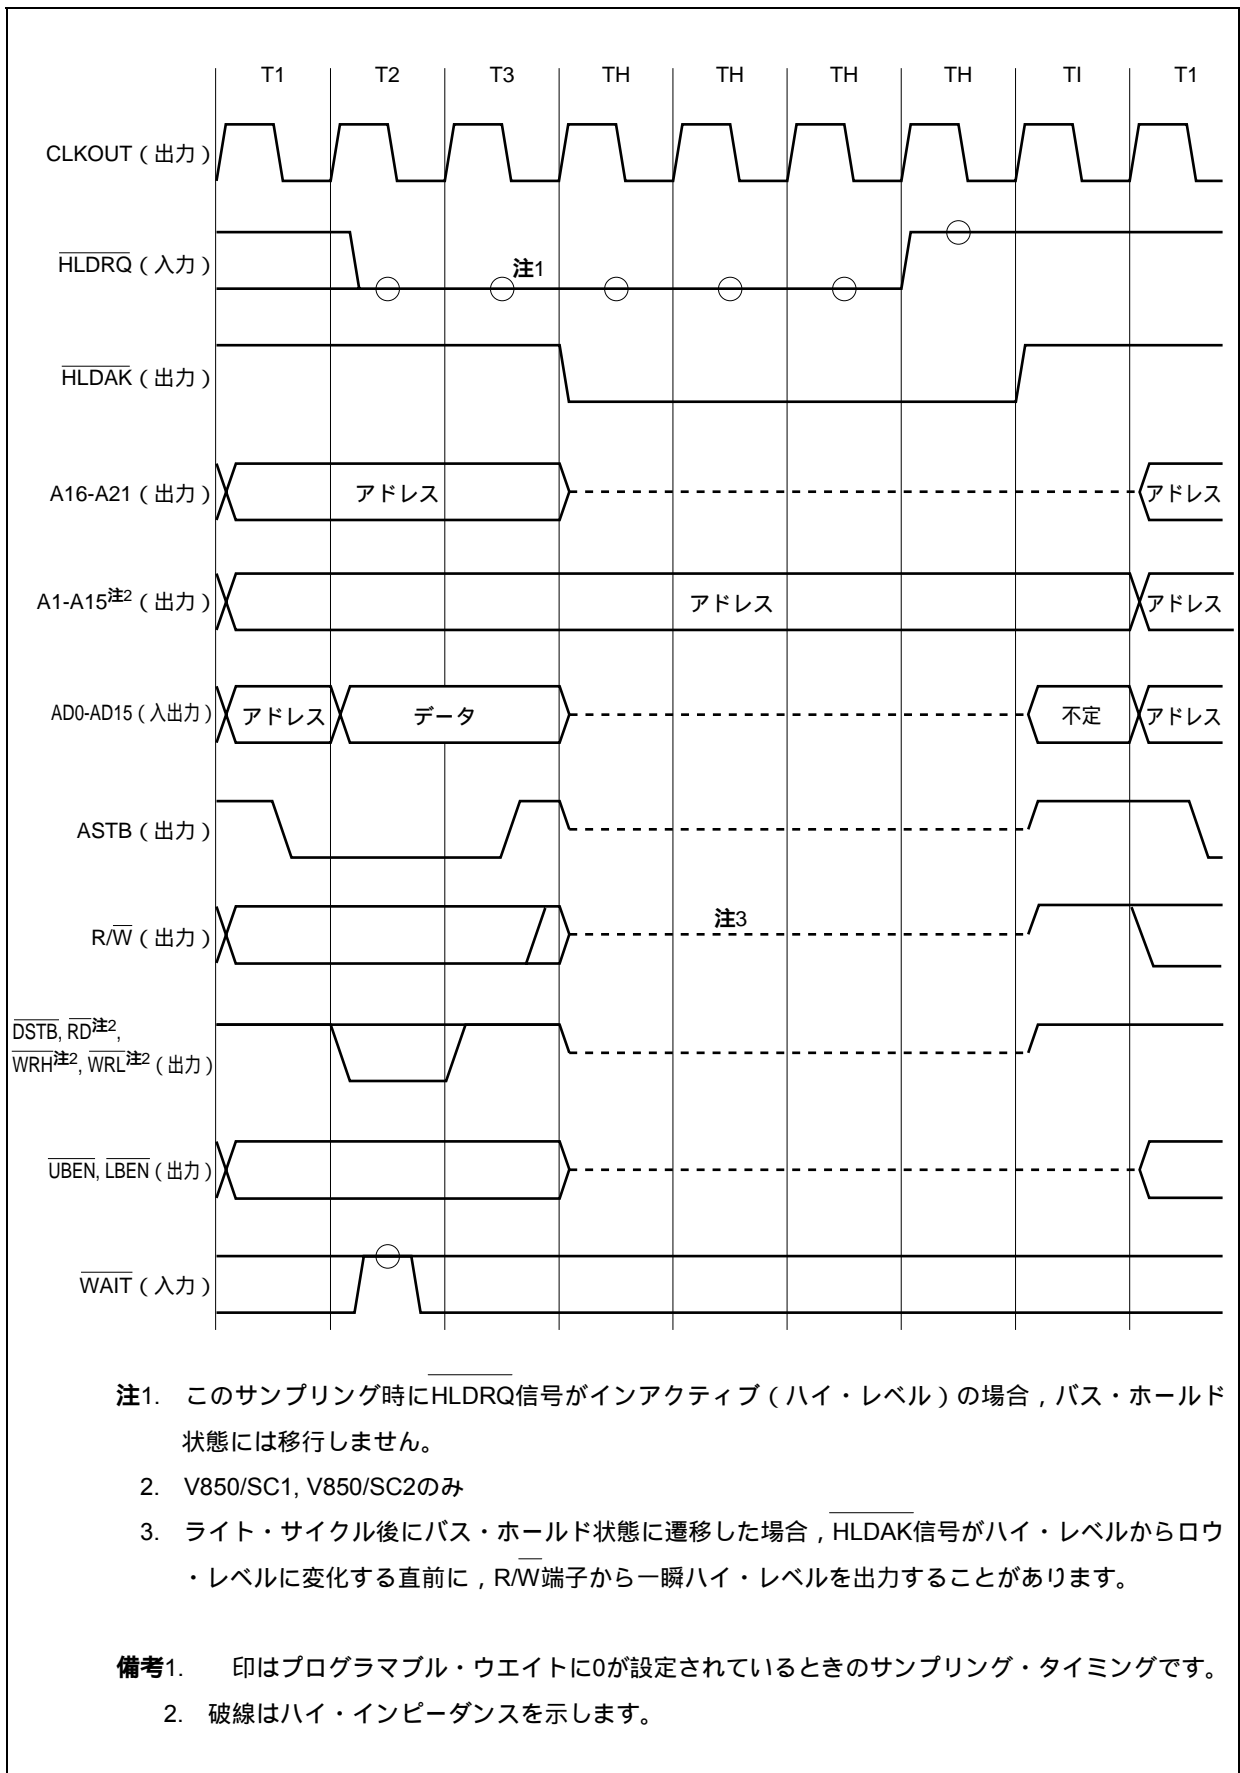 T1 T2 T3 TH TH TH TH TI T1
CLKOUT（出力）
HLDRQ（入力）
注1
HLDAK（出力）
A16-A21（出力） アドレス アドレス
A1-A15注2（出力） アドレス アドレス
AD0-AD15（入出力） アドレス データ 不定 アドレス
ASTB（出力）
R/W（出力） 注3
DSTB, RD注2,
WRH注2, WRL注2（出力）
UBEN, LBEN（出力）
WAIT（入力）
注1. このサンプリング時にHLDRQ信号がインアクティブ（ハイ・レベル）の場合，バス・ホールド
状態には移行しません。
2. V850/SC1, V850/SC2のみ
3. ライト・サイクル後にバス・ホールド状態に遷移した場合，HLDAK信号がハイ・レベルからロウ
・レベルに変化する直前に，R/W端子から一瞬ハイ・レベルを出力することがあります。
備考1. 印はプログラマブル・ウエイトに0が設定されているときのサンプリング・タイミングです。
2. 破線はハイ・インピーダンスを示します。